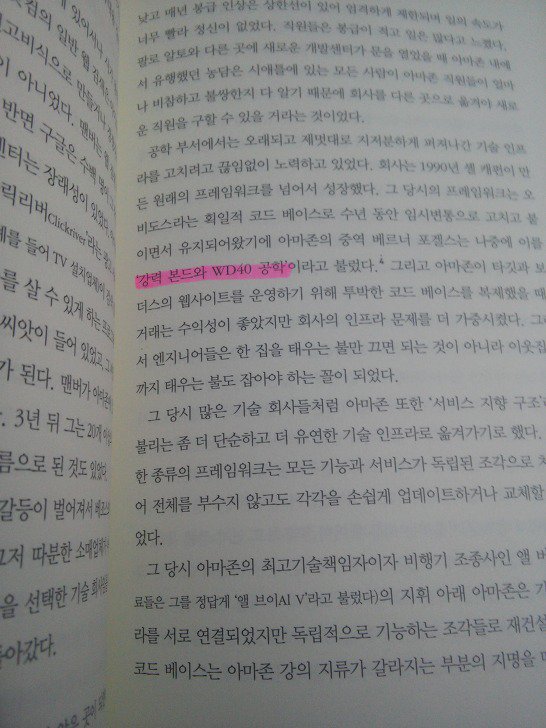 에 있어서나
컴의 일반 웹
으로 만들거나
이 아니었다. 맨버는 웹
반면 구글은 수백 명의
센터는 장래성이 있었다.
릭리버Clickriver'라는
예를 들어 TV 설치업체
를 살 수 있게 하는
씨앗이 들어 있었고,
가 된다. 맨버가
3년 뒤 그는 20개
름으로 된 것도 있었다.
갈등이 벌어져서
그저 따분한 소매업체
을 선택한 기술 회사
돌아갔다.
낮고 매년 봉급 인상은 상한선이 있어 엄격하게 제한되며 일의 속도가
너무 빨라 정신이 없었다. 직원들은 봉급이 적고 일은 많다고 느꼈다.
팔로 알토와 다른 곳에 새로운 개발센터가 문을 열었을 때 아마존 내에
서 유행했던 농담은 시애틀에 있는 모든 사람이 아마존 직원들이 얼마
나 비참하고 불쌍한지 다 알기 때문에 회사를 다른 곳으로 옮겨야 새로
운 직원을 구할 수 있을 거라는 것이었다.
공학 부서에서는 오래되고 제멋대로 지저분하게 퍼져나간 기술 인프
라를 고치려고 끊임없이 노력하고 있었다. 회사는 1990년 셸 캐펀이 만
든 원래의 프레임워크를 넘어서 성장했다. 그 당시의 프레임워크는 오
비도스라는 획일적 코드 베이스로 수년 동안 임시변통으로 고치고 붙
이면서 유지되어왔기에 아마존의 중역 베르너 포겔스는 나중에 이를
'강력 본드와 WD40 공학'이라고 불렀다.4 그리고 아마존이 타깃과 보
더스의 웹사이트를 운영하기 위해 투박한 코드 베이스를 복제했을 때
거래는 수익성이 좋았지만 회사의 인프라 문제를 더 가중시켰다. 그
서 엔지니어들은 한 집을 태우는 불만 끄면 되는 것이 아니라 이웃집
까지 태우는 불도 잡아야 하는 꼴이 되었다.
그 당시 많은 기술 회사들처럼 아마존 또한 '서비스 지향 구조'
불리는 좀 더 단순하고 더 유연한 기술 인프라로 옮겨가기로 했다.
한 종류의 프레임워크는 모든 기능과 서비스가 독립된 조각으로
어 전체를 부수지 않고도 각각을 손쉽게 업데이트하거나 교체할
었다.
그 당시 아마존의 최고기술책임자이자 비행기 조종사인 앨
료들은 그를 정답게 '앨 브이Al V'라고 불렀다)의 지휘 아래 아마존은
라를 서로 연결되었지만 독립적으로 기능하는 조각들로 재건설
코드 베이스는 아마존 강의 지류가 갈라지는 부분의 지명을